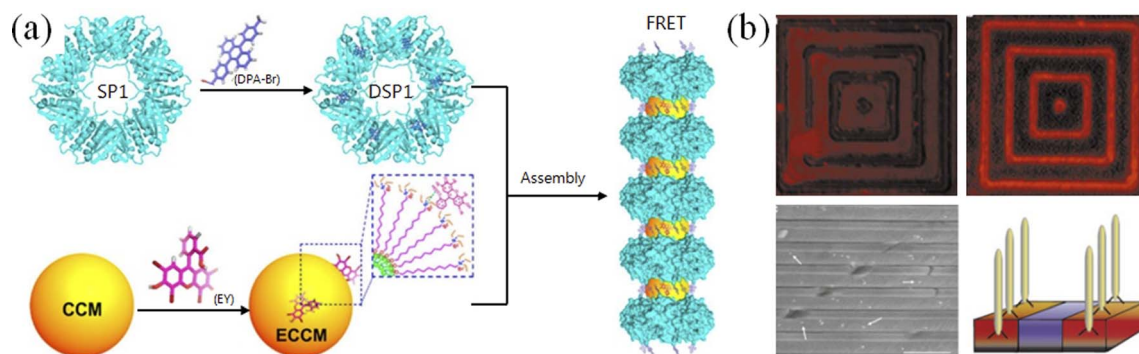 (a)
SP1
(DPA-Br)
DSP1
FRET
Assembly
CCM
(EY)
ECCM
(b)